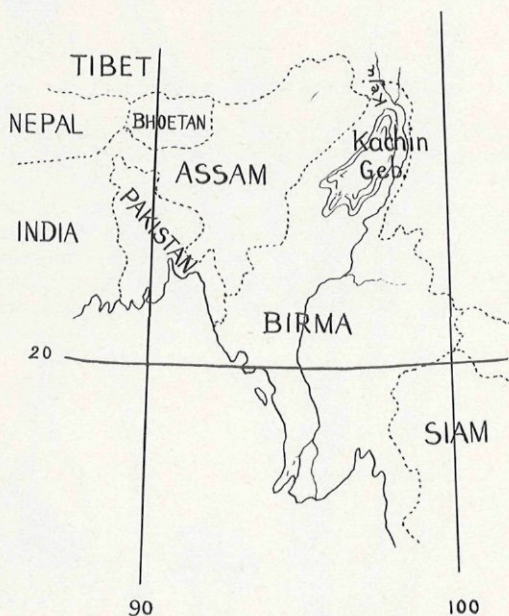 TIBET
NEPAL
BHOETAN
ASSAM
Kachin
Geb.
PAKISTAN
INDIA
BIRMA
20
SIAM
90
100